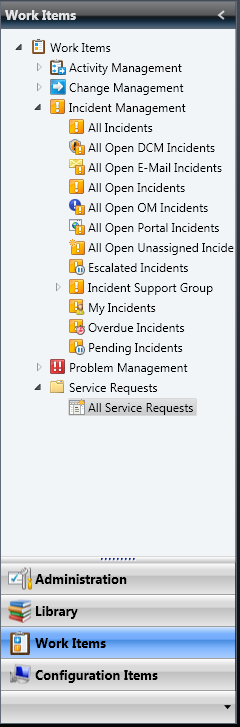 Work Items
Work Items
Activity Management
Change Management
Incident Management
All Incidents
All Open DCM Incidents
All Open E-Mail Incidents
All Open Incidents
All Open OM Incidents
All Open Portal Incidents
All Open Unassigned Incide
Escalated Incidents
Incident Support Group
My Incidents
Overdue Incidents
Pending Incidents
Problem Management
Service Requests
All Service Requests
Administration
Library
Work Items
Configuration Items